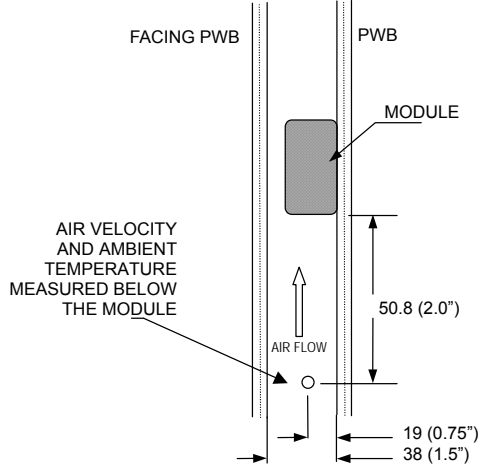 FACING PWB
PWB
MODULE
AIR VELOCITY
AND AMBIENT
TEMPERATURE
MEASURED BELOW
THE MODULE
50.8 (2.0”)
AIR FLOW
19 (0.75”)
38 (1.5”)